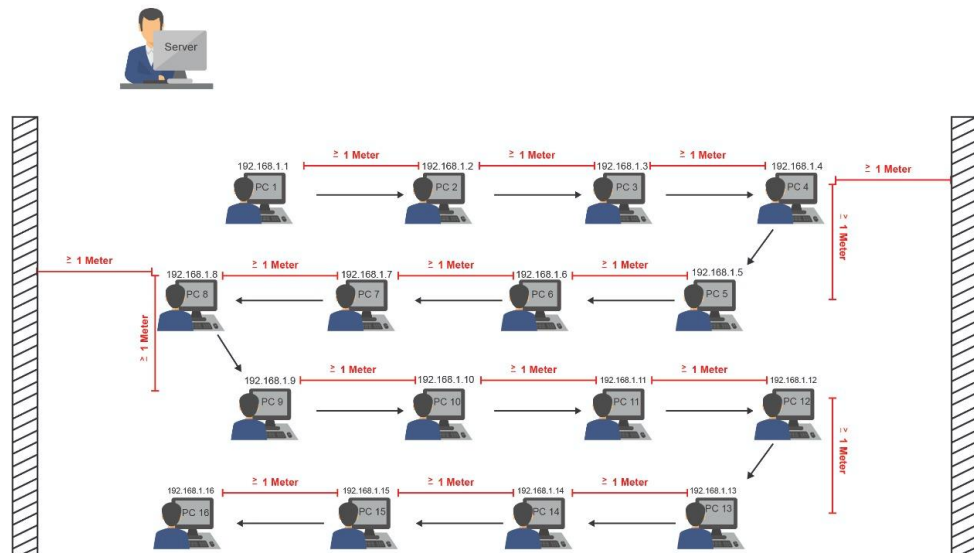 Server
≥ 1 Meter ≥ 1 Meter ≥ 1 Meter
192.168.1.1 192.168.1.2 192.168.1.3 192.168.1.4
≥ 1 Meter
PC 1 PC 2 PC 3 PC 4
≥ 1 Meter
≥ 1 Meter ≥ 1 Meter ≥ 1 Meter ≥ 1 Meter
192.168.1.8 192.168.1.7 192.168.1.6 192.168.1.5
PC 8 PC 7 PC 6 PC 5
≥ 1 Meter
≥ 1 Meter ≥ 1 Meter ≥ 1 Meter
192.168.1.9 192.168.1.10 192.168.1.11 192.168.1.12
PC 9 PC 10 PC 11 PC 12
≥ 1 Meter
≥ 1 Meter ≥ 1 Meter ≥ 1 Meter
192.168.1.16 192.168.1.15 192.168.1.14 192.168.1.13
PC 16 PC 15 PC 14 PC 13